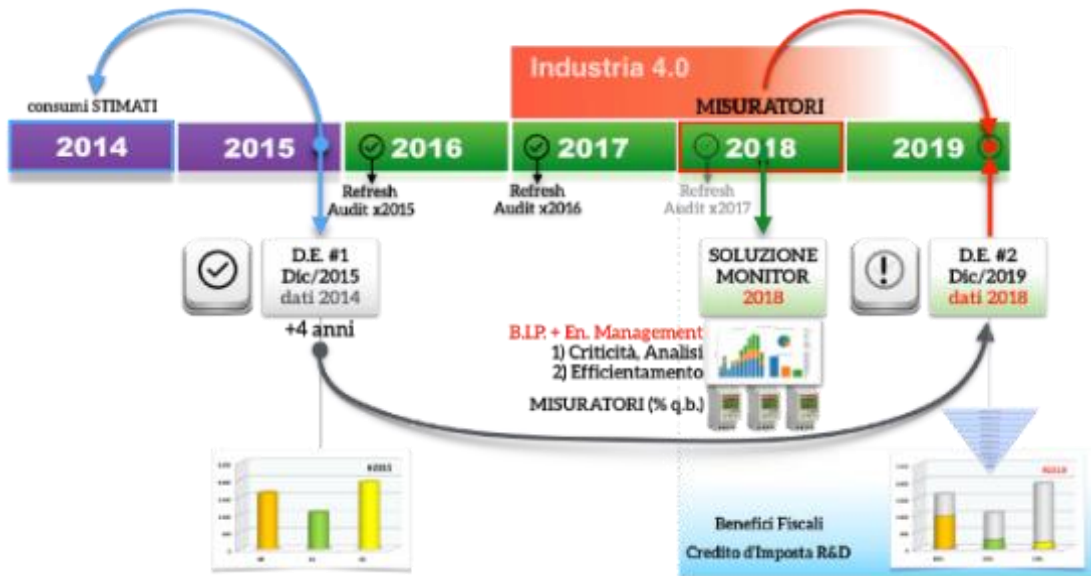 Industria 4.0
consumi STIMATI
MISURATORI
2014
2015
2016
2017
2018
2019
Refresh
Audit x2015
Refresh
Audit x2016
Refresh
Audit x2017
D.E. #1
Dic/2015
dati 2014
+4 anni
SOLUZIONE
MONITOR
2018
D.E. #2
Dic/2019
dati 2018
B.I.P. + En. Management
1) Criticità, Analisi
2) Efficientamento
MISURATORI (% q.b.)
Benefici Fiscali
Credito d'Imposta R&D